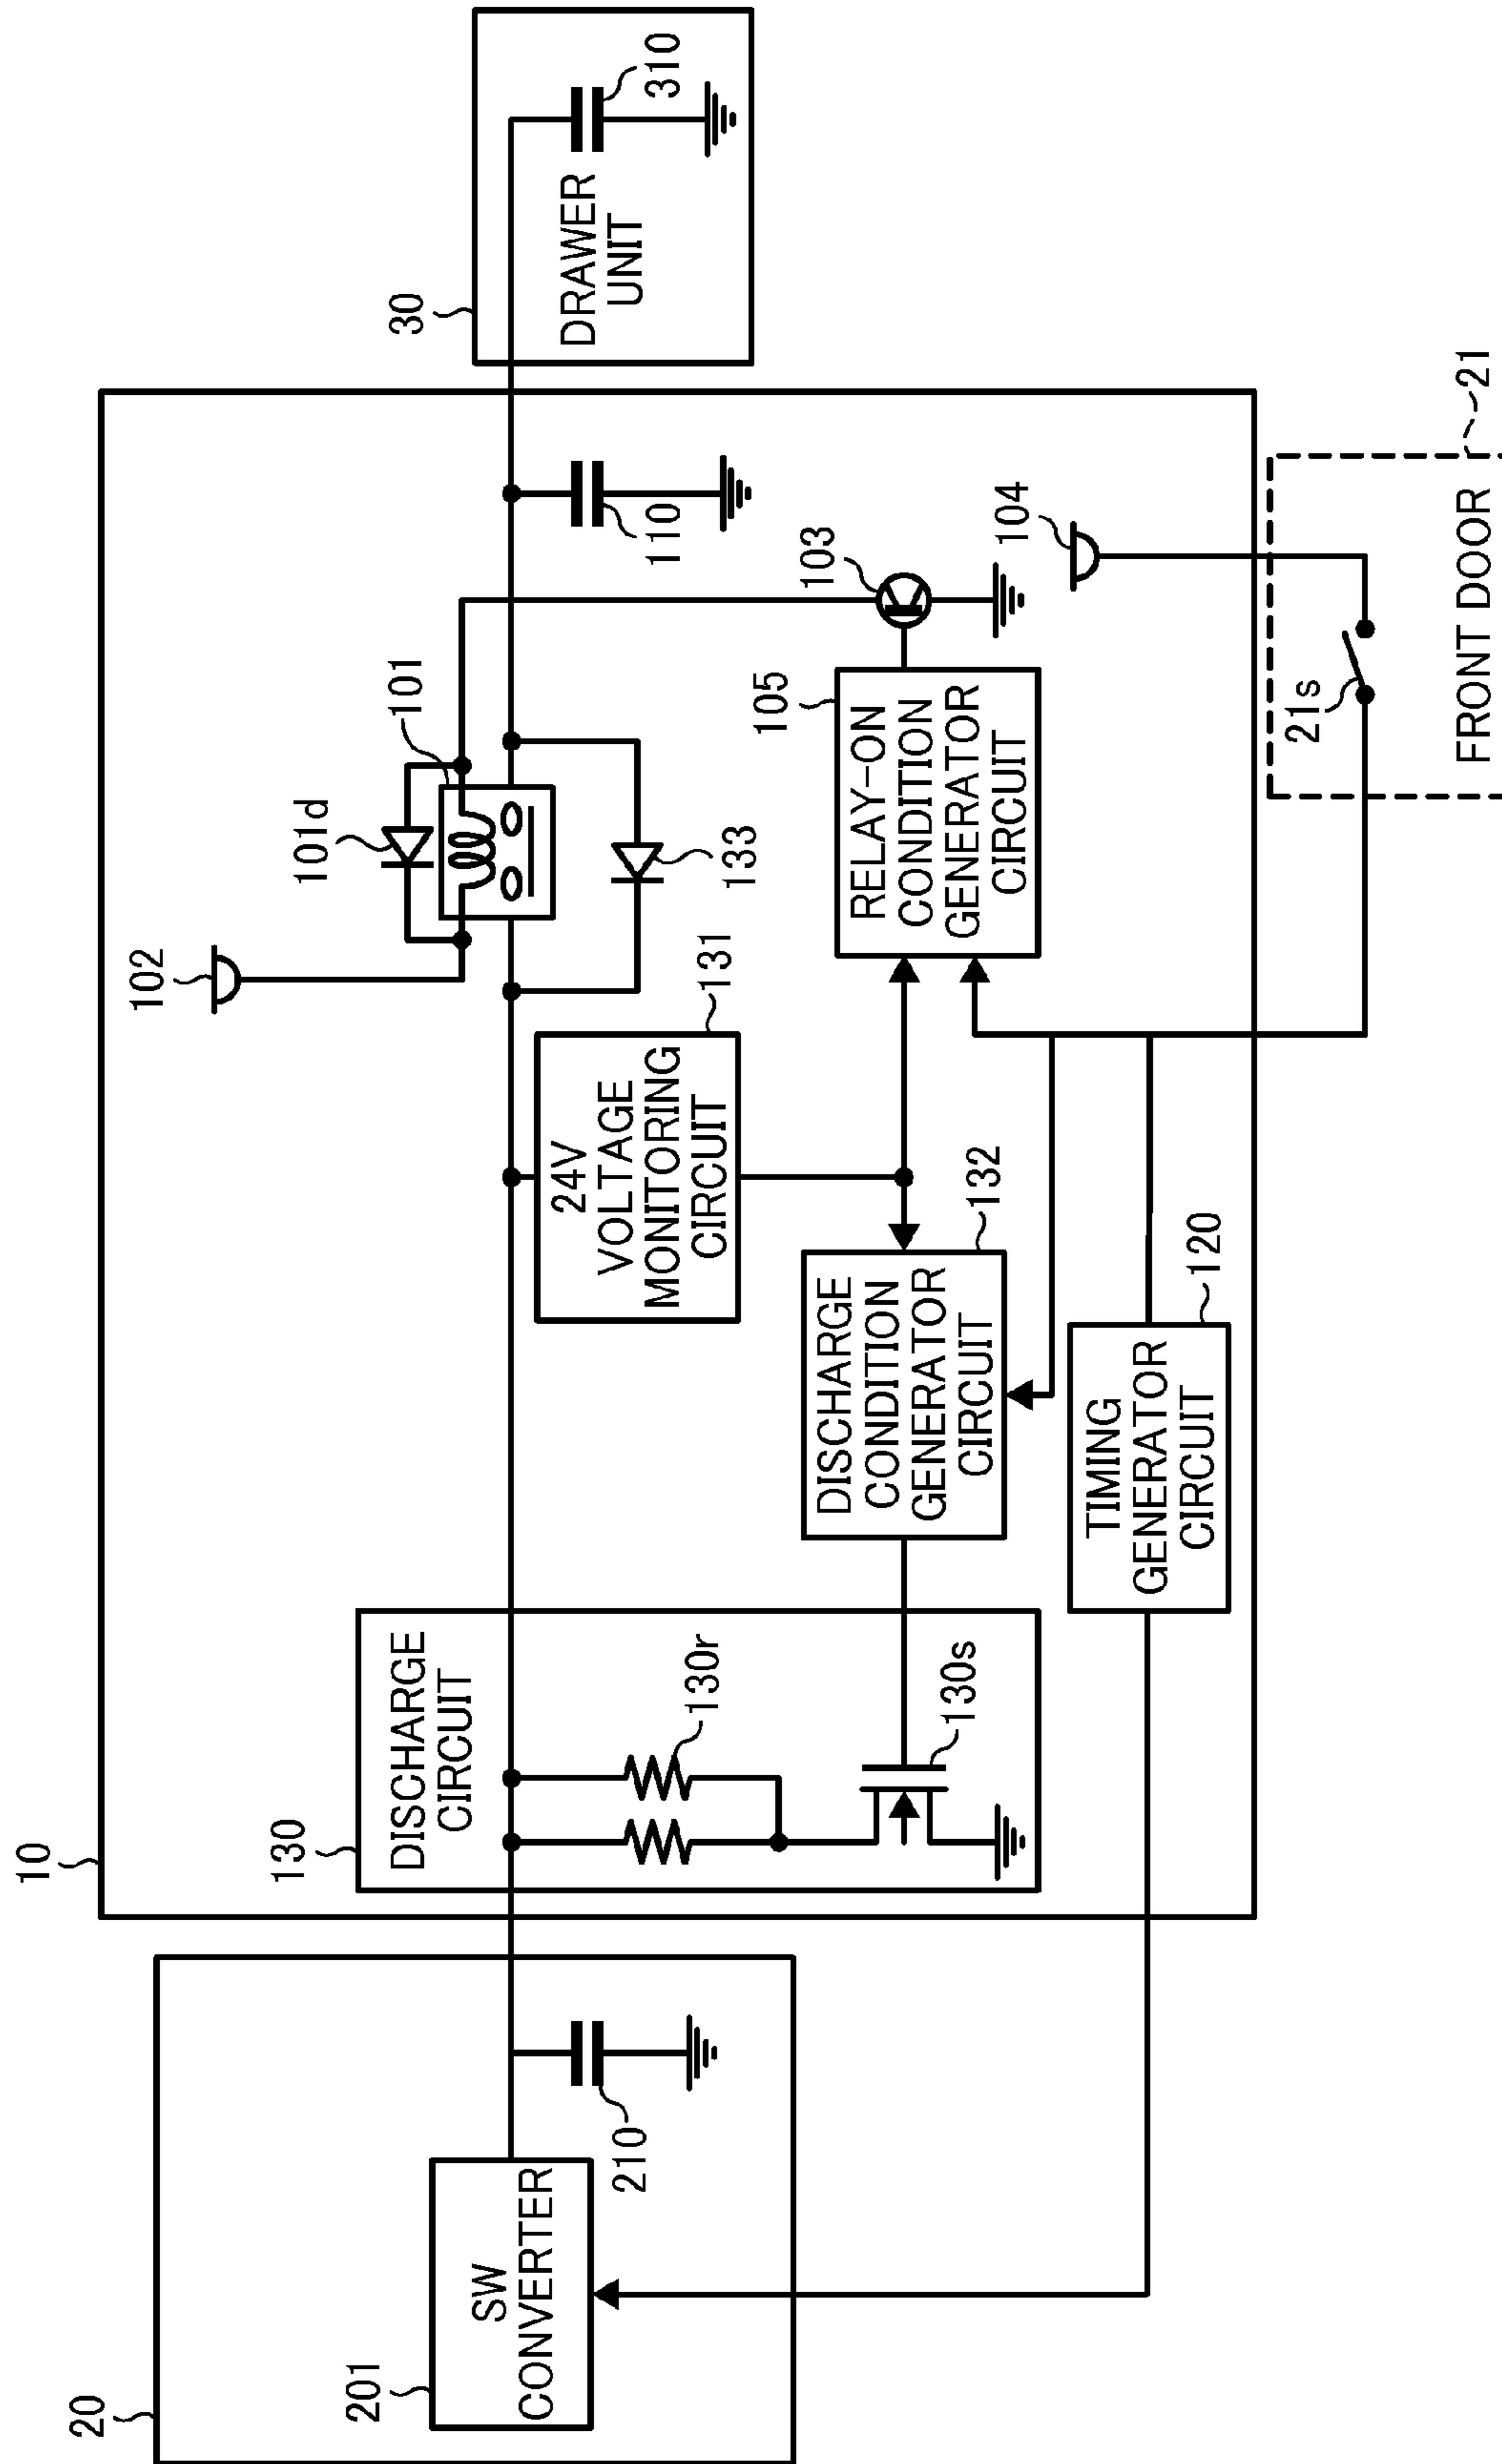 10
20
201
SW
CONVERTER
210
130
DISCHARGE
CIRCUIT
130r
130s
102
101d
101
133
24V
VOLTAGE
MONITORING
CIRCUIT
131
DISCHARGE
CONDITION
GENERATOR
CIRCUIT
132
TIMING
GENERATOR
CIRCUIT
120
105
RELAY-ON
CONDITION
GENERATOR
CIRCUIT
103
104
110
30
DRAWER
UNIT
310
21s
FRONT DOOR
21